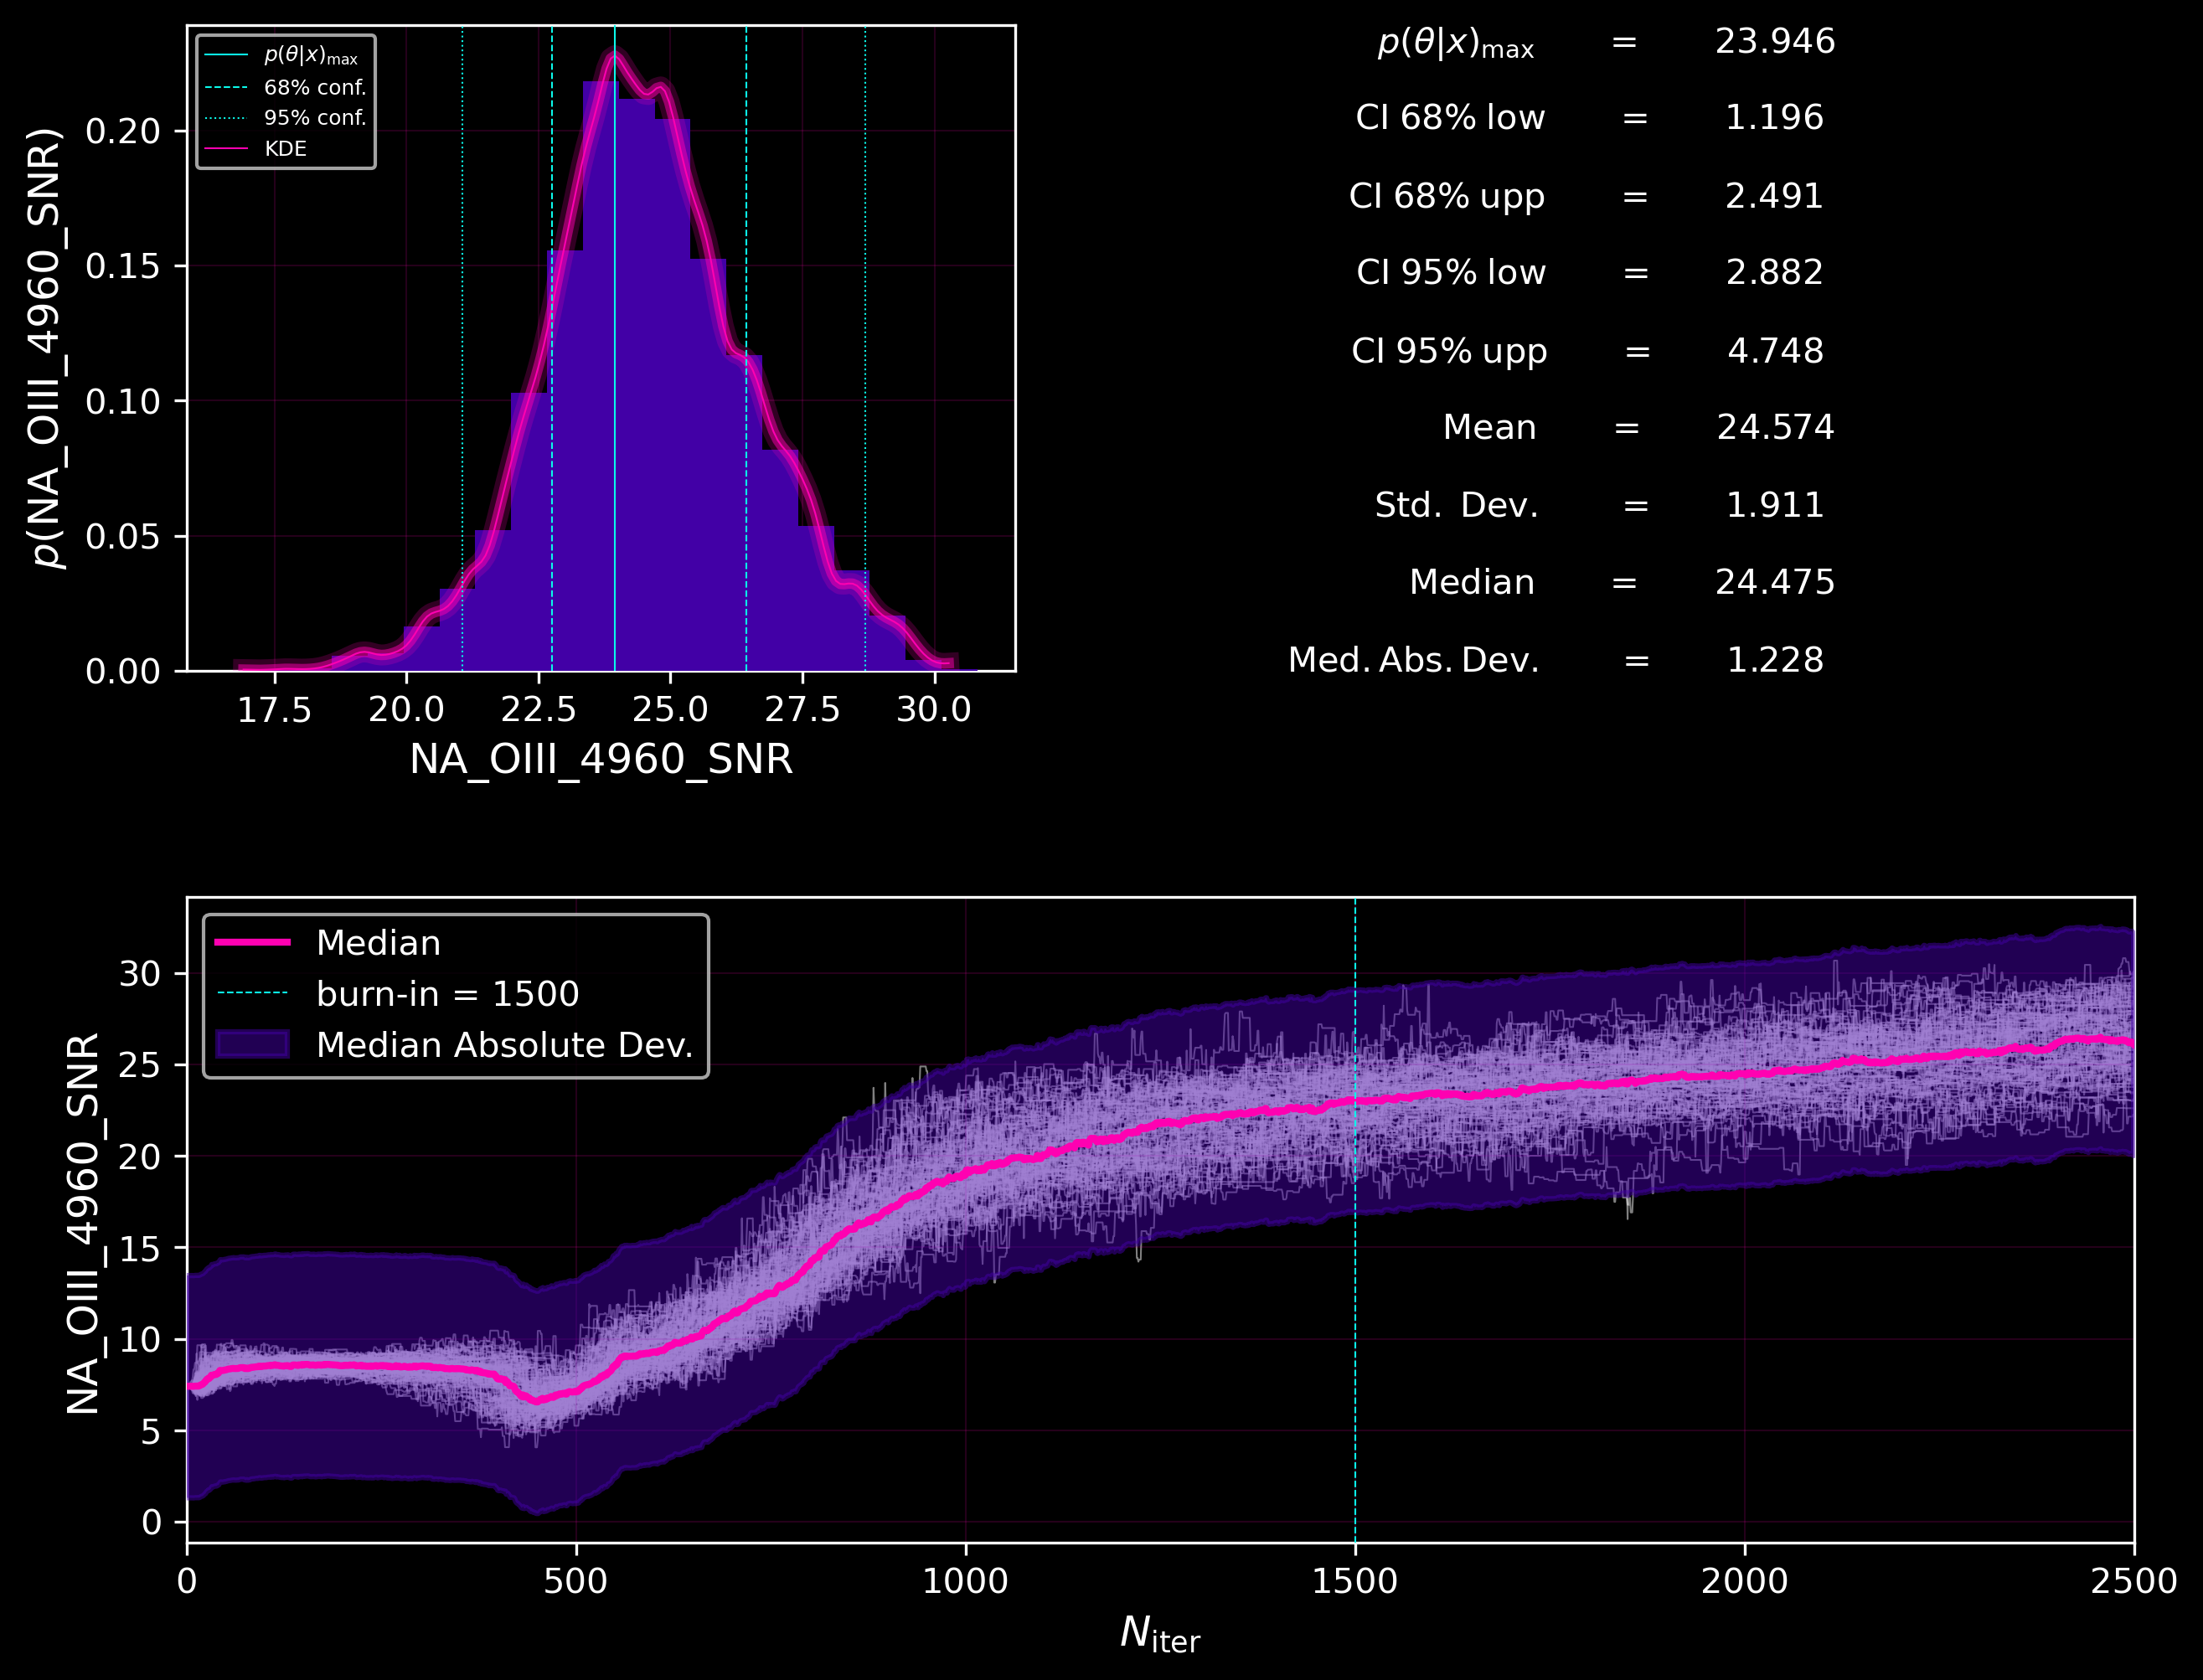 p(θ|x)max
68% conf.
95% conf.
KDE
p(NA_OIII_4960_SNR)
0.20
0.15
0.10
0.05
0.00
17.5 20.0 22.5 25.0 27.5 30.0
NA_OIII_4960_SNR
p(θ|x)max = 23.946
CI 68% low = 1.196
CI 68% upp = 2.491
CI 95% low = 2.882
CI 95% upp = 4.748
Mean = 24.574
Std. Dev. = 1.911
Median = 24.475
Med. Abs. Dev. = 1.228
Median
burn-in = 1500
Median Absolute Dev.
NA_OIII_4960_SNR
30
25
20
15
10
5
0
0 500 1000 1500 2000 2500
Niter